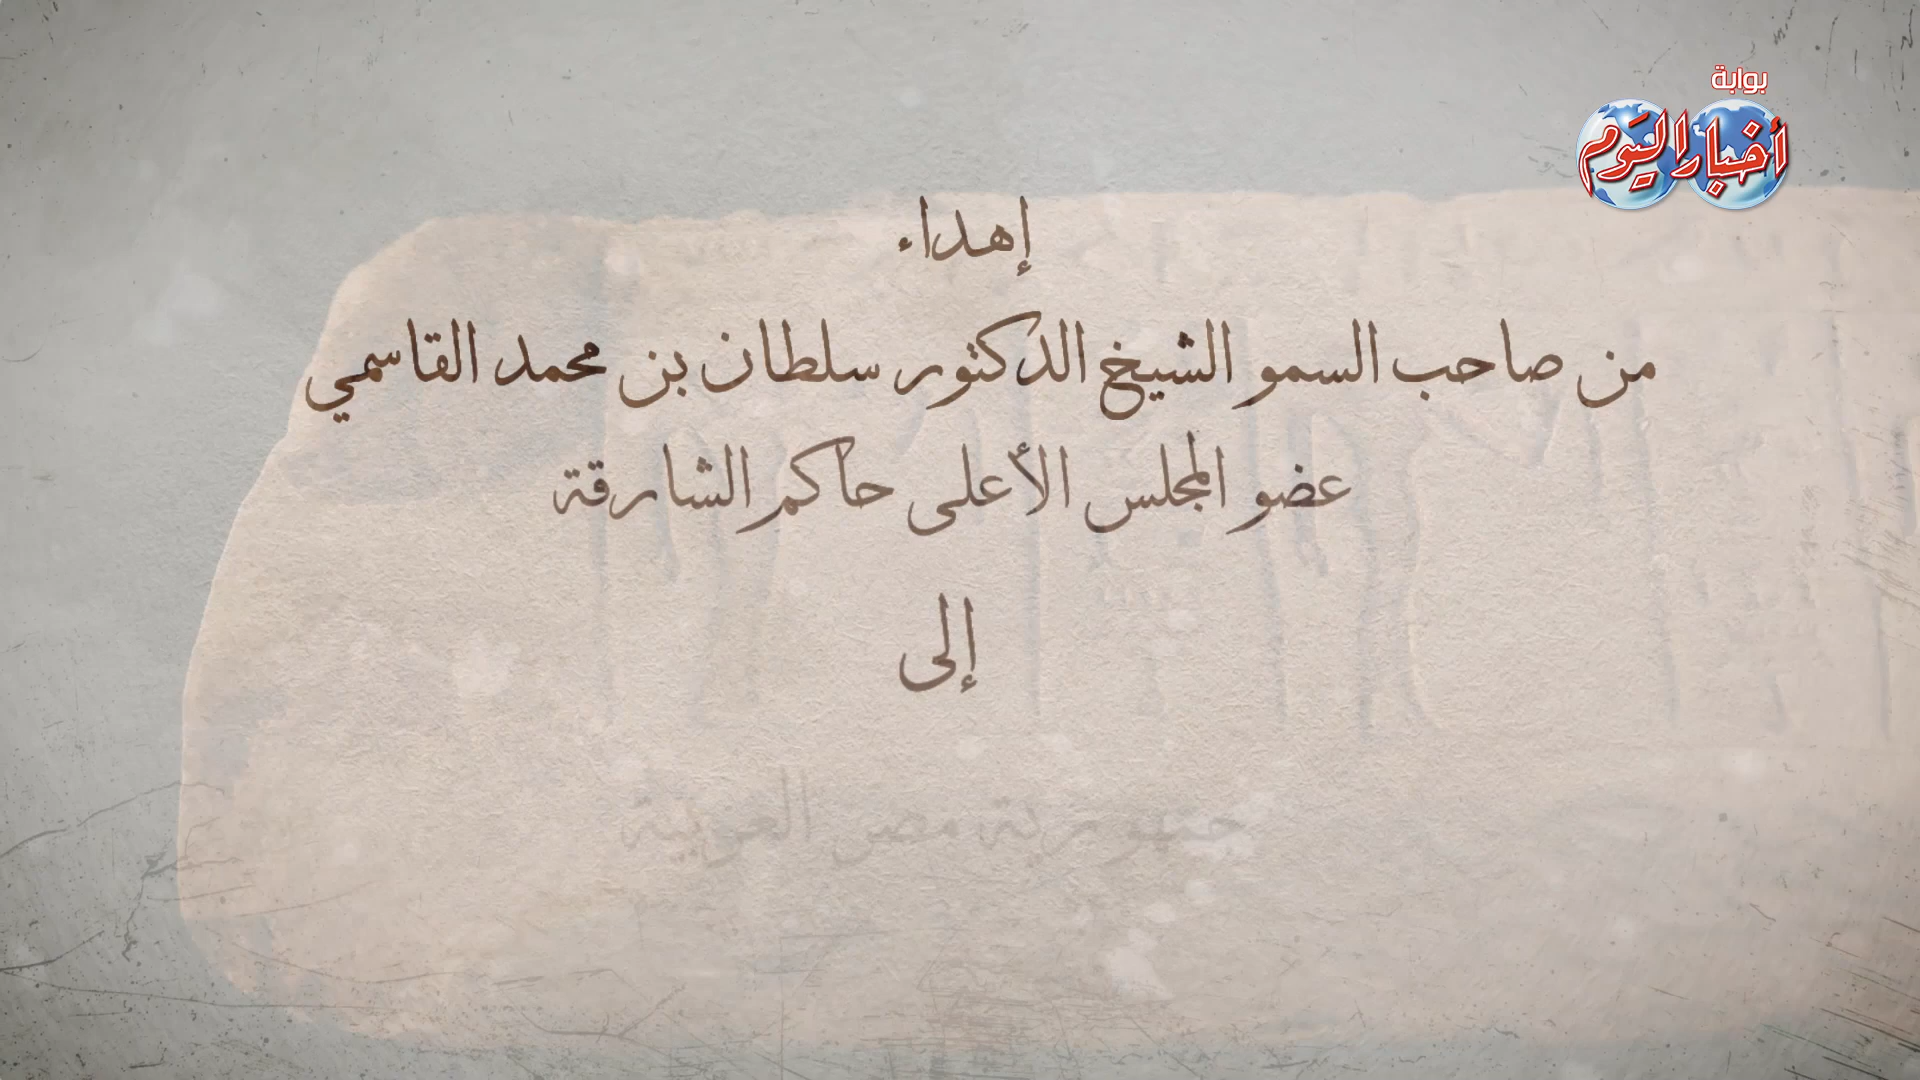 بوابة
أخبار اليوم
إهداء
من صاحب السمو الشيخ الدكتور سلطان بن محمد القاسمي
عضو المجلس الأعلى حاكم الشارقة
إلى
جمهورية مصر العربية